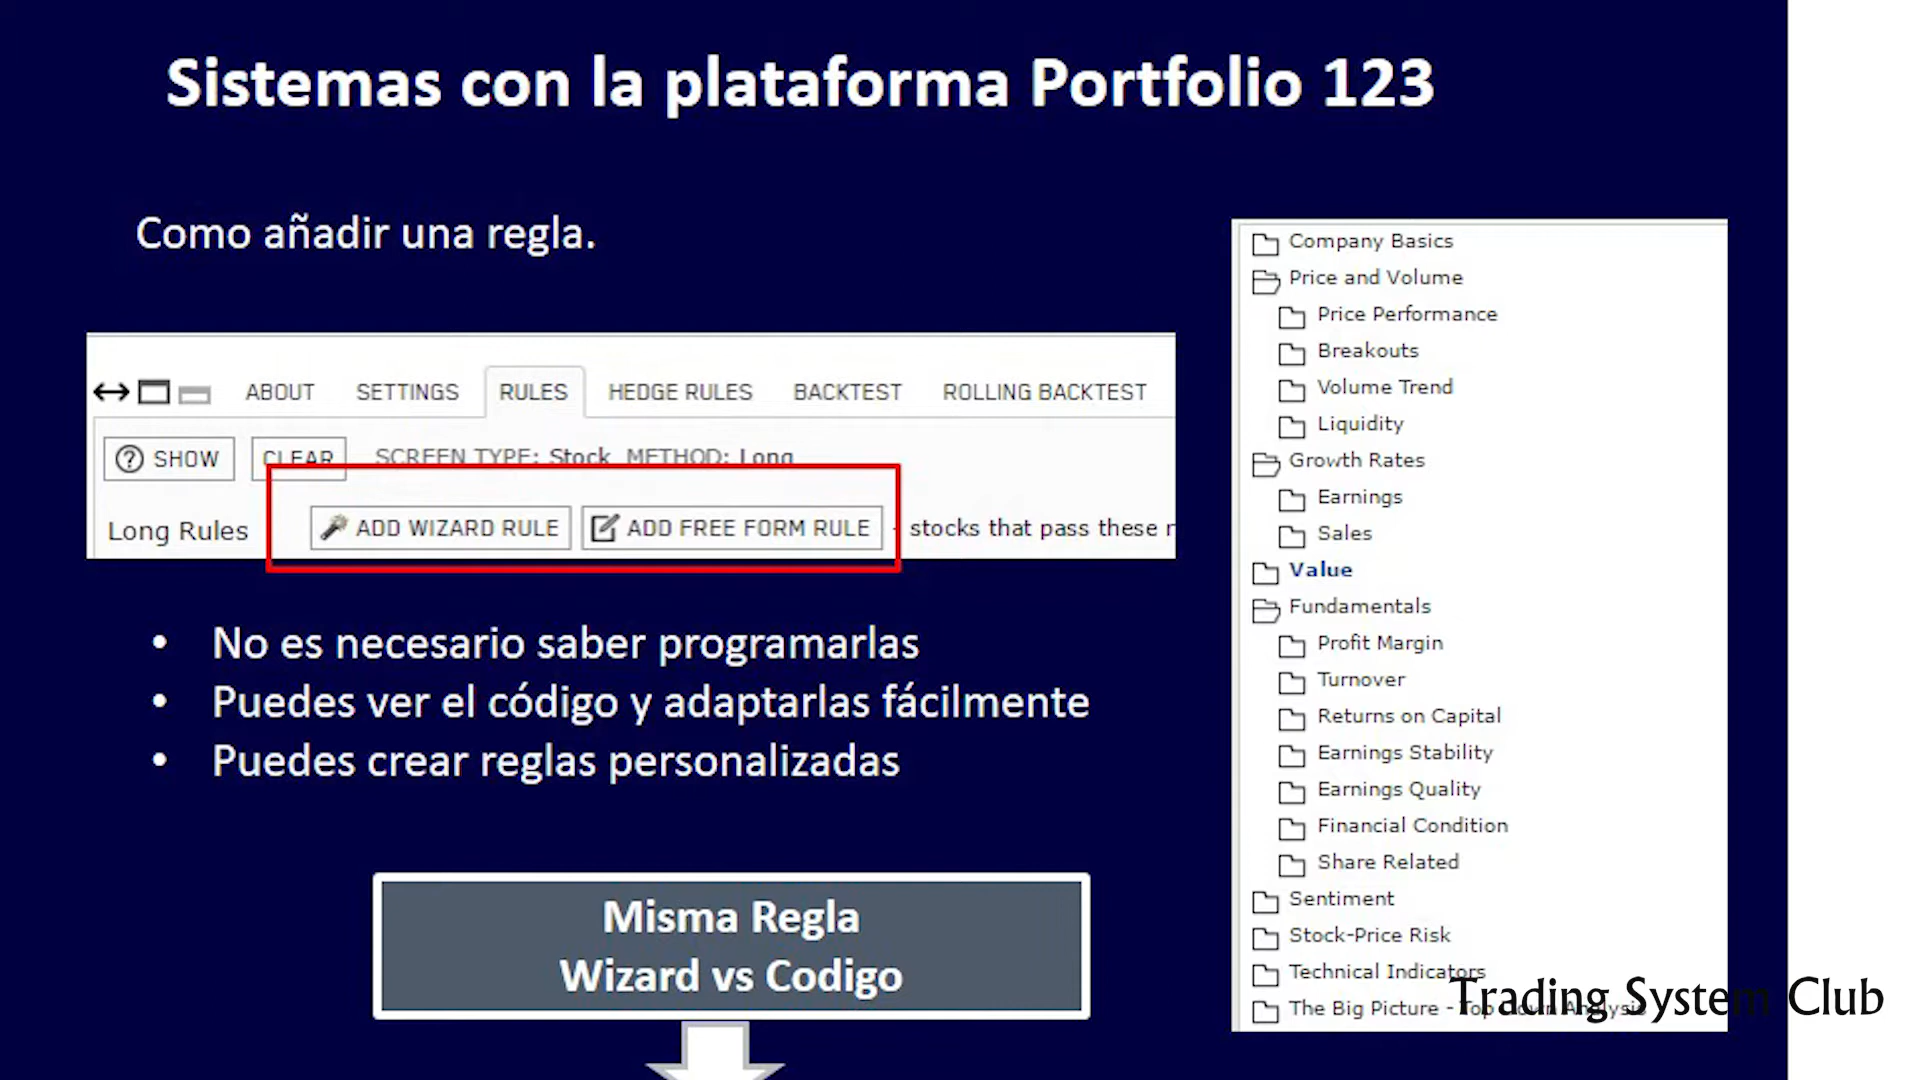 Sistemas con la plataforma Portfolio 123
Como añadir una regla.
ABOUT SETTINGS RULES HEDGE RULES BACKTEST ROLLING BACKTEST
SHOW CLEAR SCREEN TYPE: Stock METHOD: Long
Long Rules ADD WIZARD RULE ADD FREE FORM RULE - stocks that pass these
• No es necesario saber programarlas
• Puedes ver el código y adaptarlas fácilmente
• Puedes crear reglas personalizadas
Misma Regla
Wizard vs Codigo
Company Basics
Price and Volume
Price Performance
Breakouts
Volume Trend
Liquidity
Growth Rates
Earnings
Sales
Value
Fundamentals
Profit Margin
Turnover
Returns on Capital
Earnings Stability
Earnings Quality
Financial Condition
Share Related
Sentiment
Stock-Price Risk
Technical Indicators
The Big Picture - Top Down Analysis
Trading System Club